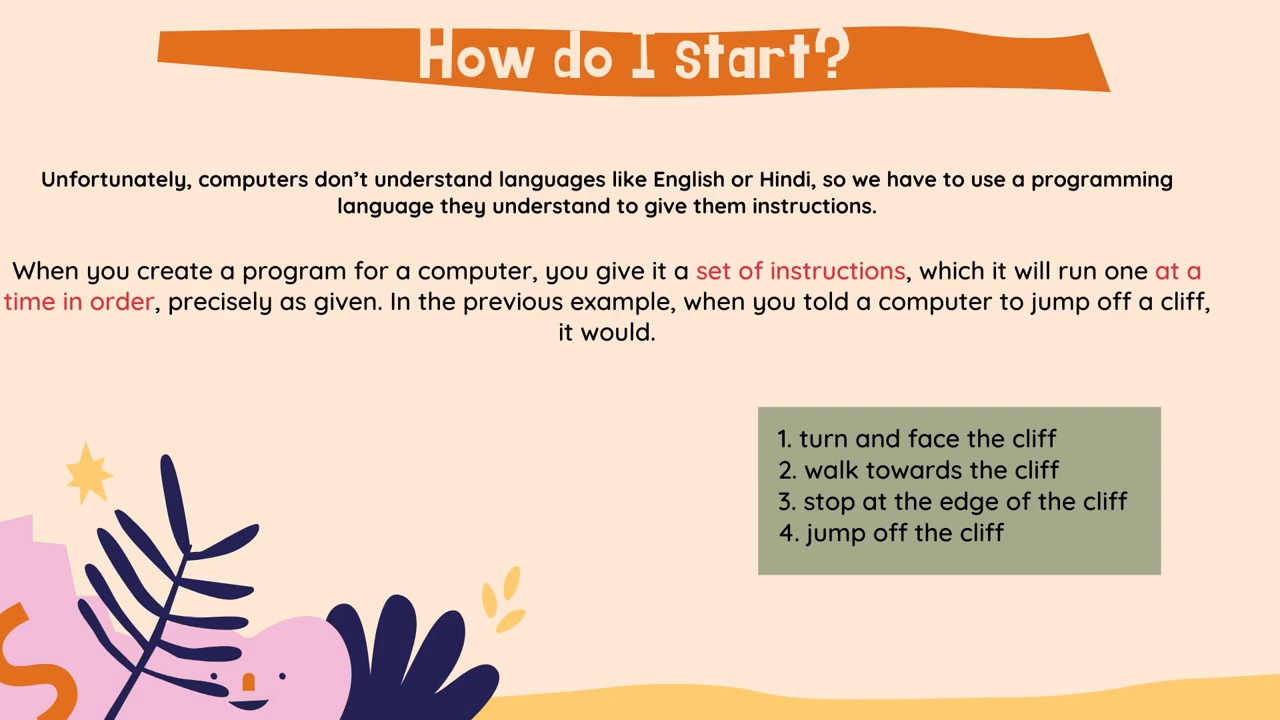 How do I start?
Unfortunately, computers don't understand languages like English or Hindi, so we have to use a programming
language they understand to give them instructions.
When you create a program for a computer, you give it a set of instructions, which it will run one at a
time in order, precisely as given. In the previous example, when you told a computer to jump off a cliff,
it would.
1. turn and face the cliff
2. walk towards the cliff
3. stop at the edge of the cliff
4. jump off the cliff